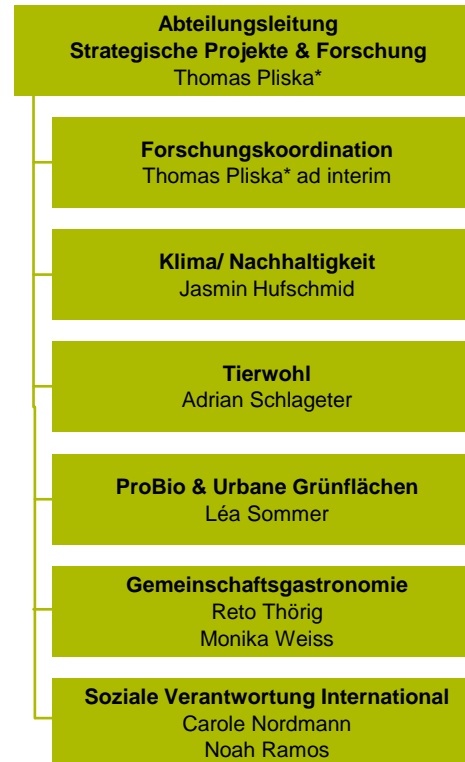 Abteilungsleitung
Strategische Projekte & Forschung
Thomas Pliska*
Forschungskoordination
Thomas Pliska* ad interim
Klima/ Nachhaltigkeit
Jasmin Hufschmid
Tierwohl
Adrian Schlageter
ProBio & Urbane Grünflächen
Léa Sommer
Gemeinschaftsgastronomie
Reto Thörig
Monika Weiss
Soziale Verantwortung International
Carole Nordmann
Noah Ramos